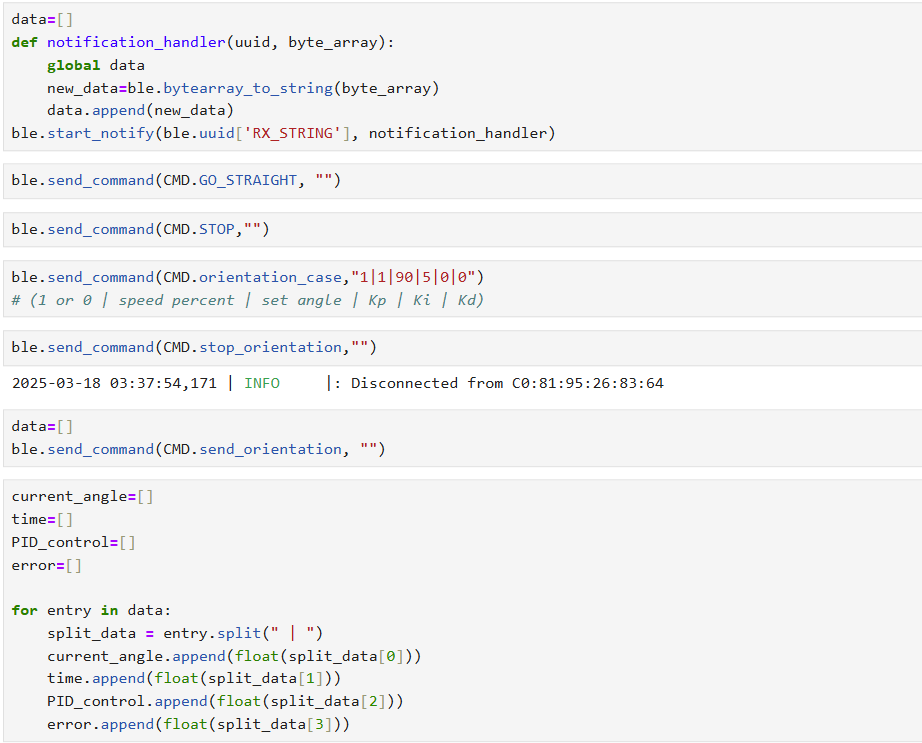 data=[]
def notification_handler(uuid, byte_array):
    global data
    new_data=ble.bytearray_to_string(byte_array)
    data.append(new_data)
ble.start_notify(ble.uuid['RX_STRING'], notification_handler)
ble.send_command(CMD.GO_STRAIGHT, "")
ble.send_command(CMD.STOP,"")
ble.send_command(CMD.orientation_case,"1|1|90|5|0|0")
# (1 or 0 | speed percent | set angle | Kp | Ki | Kd)
ble.send_command(CMD.stop_orientation,"")
2025-03-18 03:37:54,171 | INFO     |: Disconnected from C0:81:95:26:83:64
data=[]
ble.send_command(CMD.send_orientation, "")
current_angle=[]
time=[]
PID_control=[]
error=[]
for entry in data:
    split_data = entry.split(" | ")
    current_angle.append(float(split_data[0]))
    time.append(float(split_data[1]))
    PID_control.append(float(split_data[2]))
    error.append(float(split_data[3]))